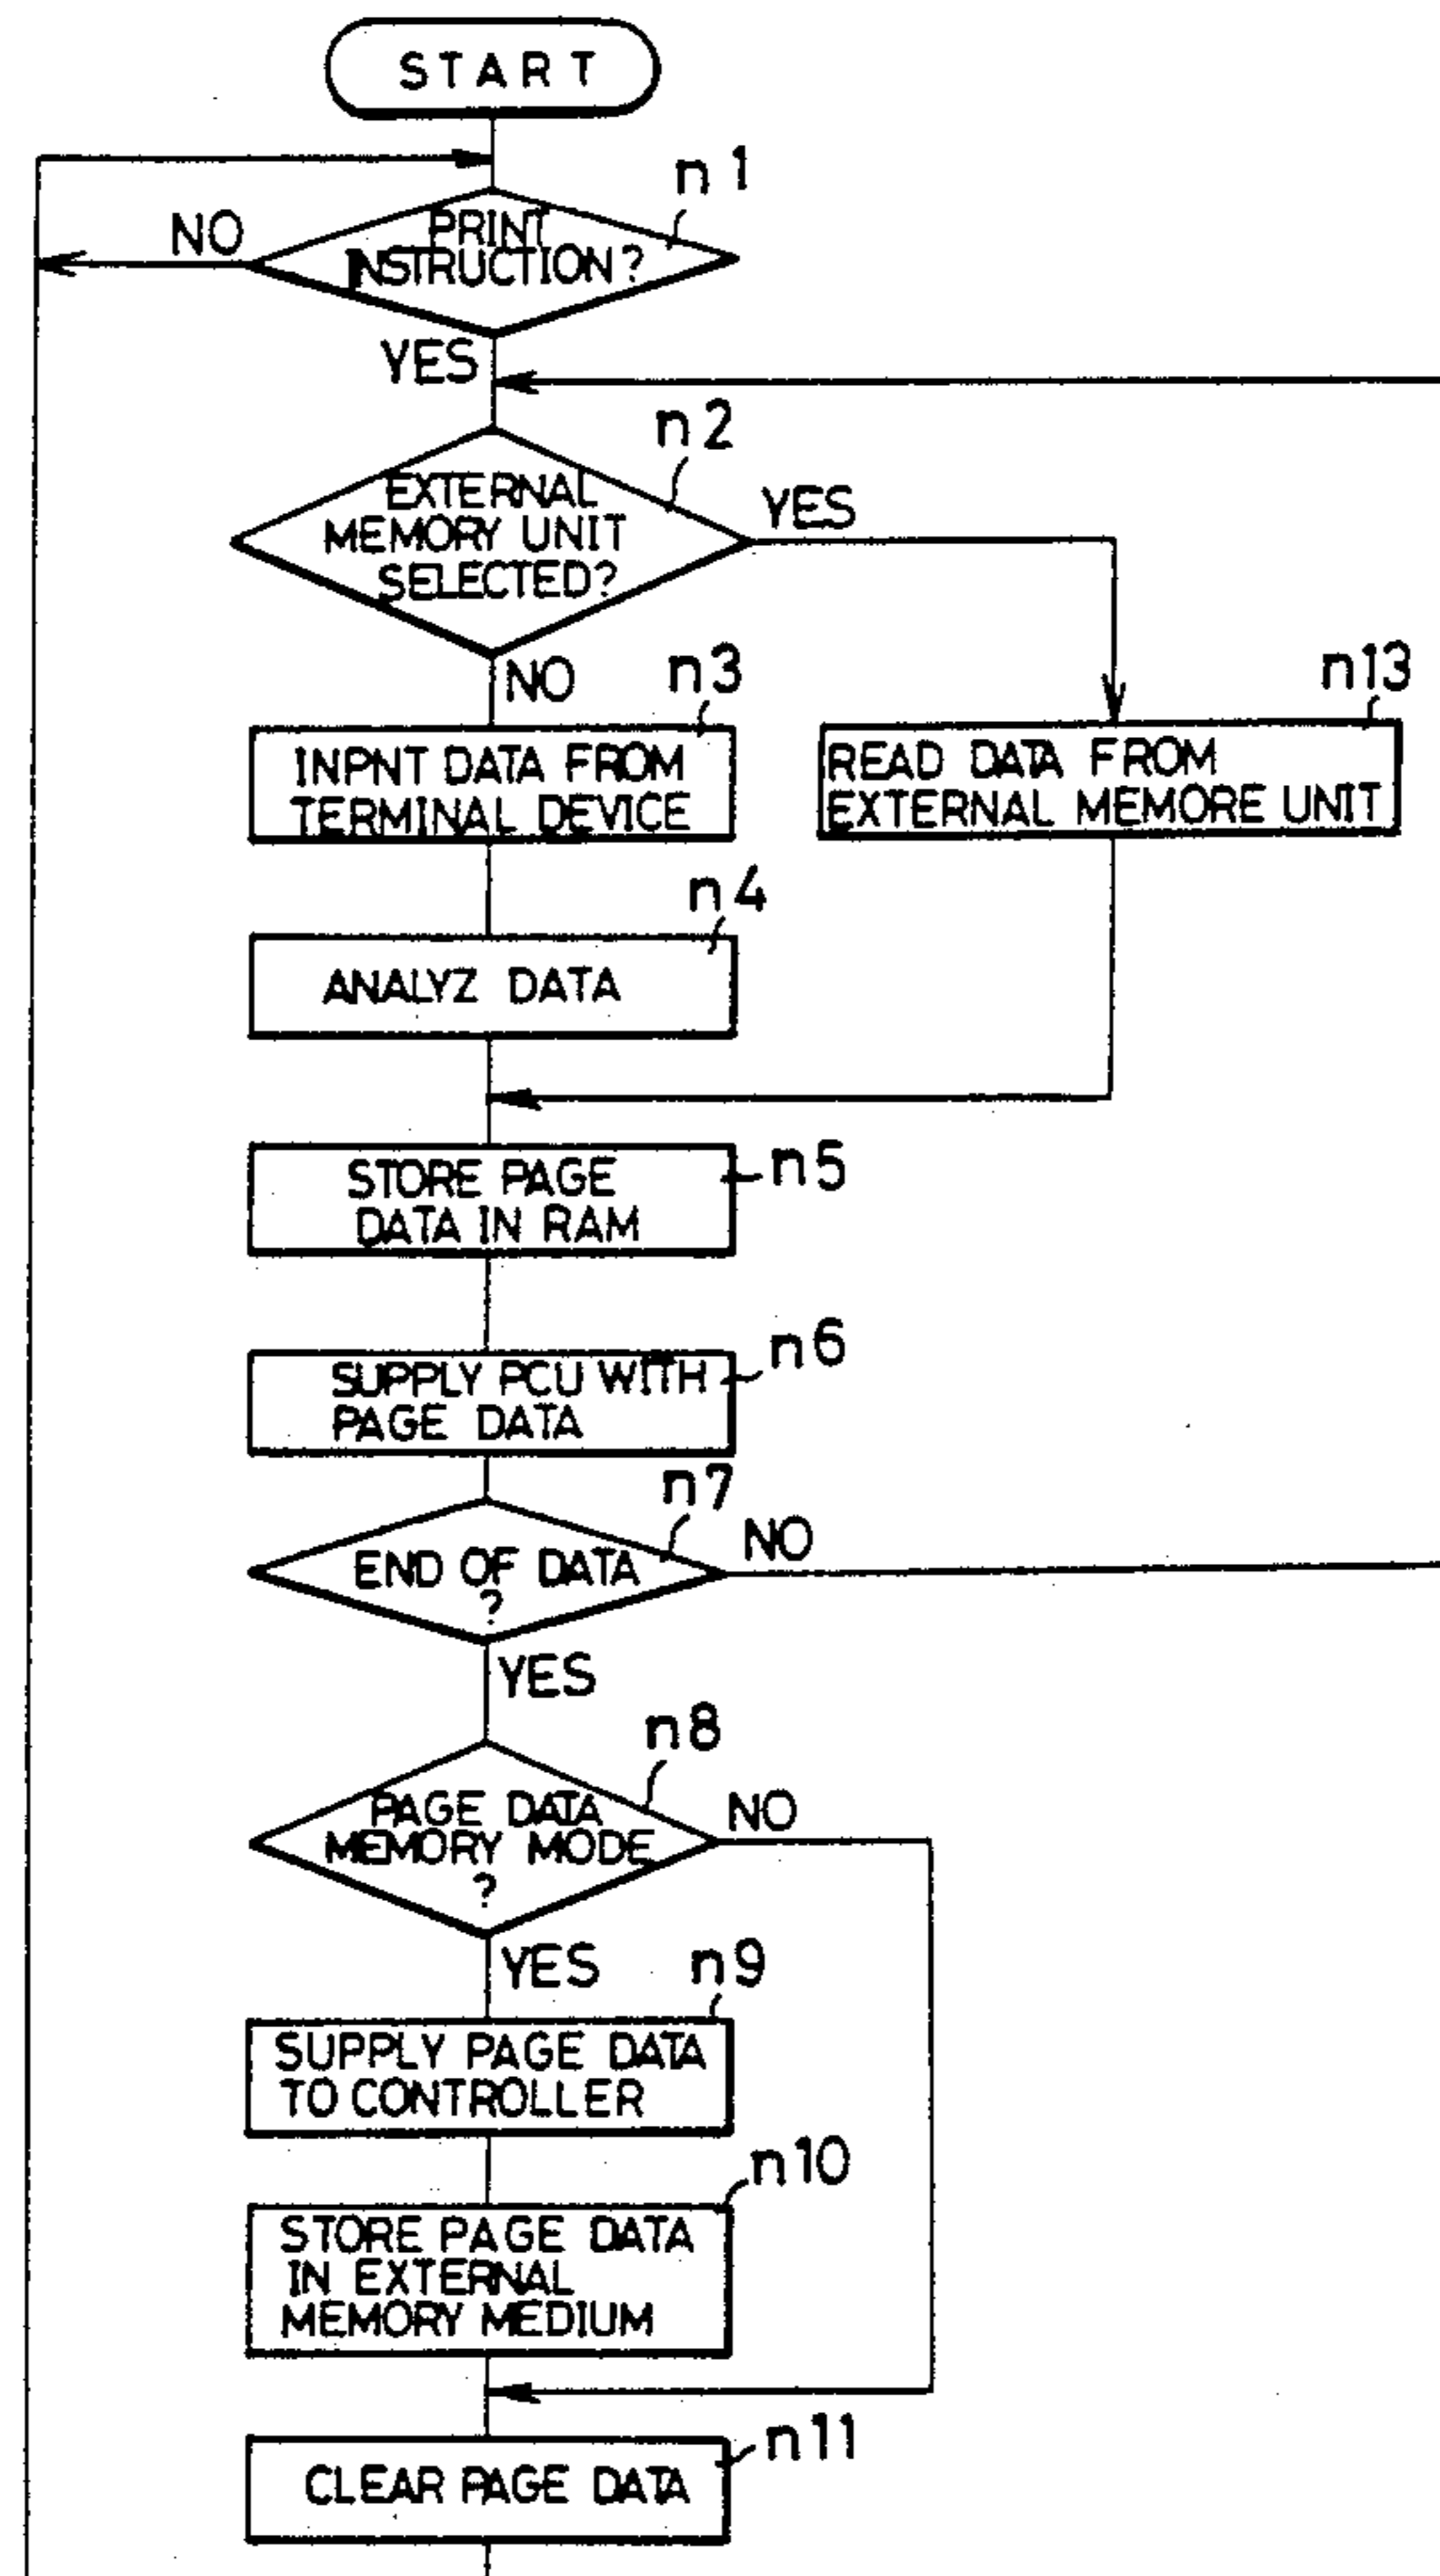 START
n1
NO
PRINT
INSTRUCTION?
YES
n2
EXTERNAL
MEMORY UNIT
SELECTED?
YES
NO
n3
n13
INPNT DATA FROM
TERMINAL DEVICE
READ DATA FROM
EXTERNAL MEMORE UNIT
n4
ANALYZ DATA
n5
STORE PAGE
DATA IN RAM
n6
SUPPLY PCU WITH
PAGE DATA
n7
NO
END OF DATA
?
YES
n8
NO
PAGE DATA
MEMORY MODE
?
YES
n9
SUPPLY PAGE DATA
TO CONTROLLER
n10
STORE PAGE DATA
IN EXTERNAL
MEMORY MEDIUM
n11
CLEAR PAGE DATA